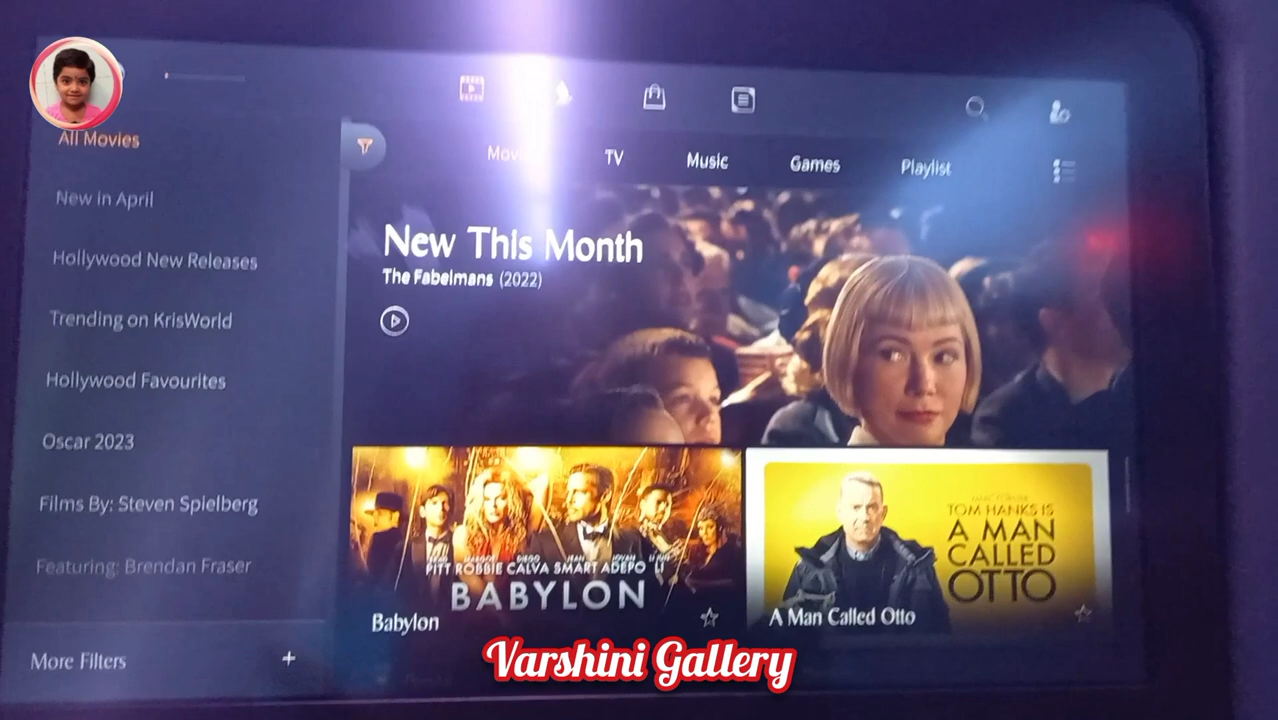 All Movies
New in April
Hollywood New Releases
Trending on KrisWorld
Hollywood Favourites
Oscar 2023
Films By: Steven Spielberg
Featuring: Brendan Fraser
More Filters +
TV Music Games Playlist
New This Month
The Fabelmans (2022)
PITT ROBBIE CALVA SMART ADEPO LI
BABYLON
Babylon
TOM HANKS IS
A MAN
CALLED
OTTO
A Man Called Otto
Varshini Gallery